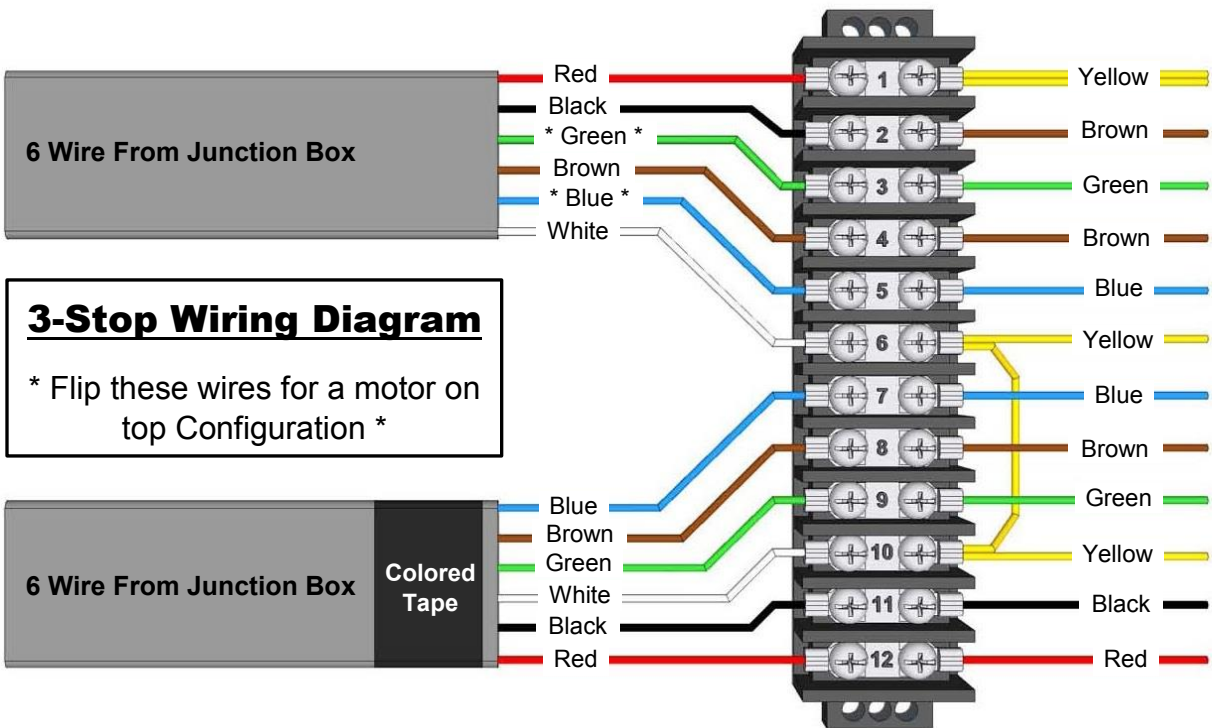 Red
Black
* Green *
Brown
* Blue *
White
6 Wire From Junction Box
1
2
3
4
5
6
7
8
9
10
11
12
Yellow
Brown
Green
Brown
Blue
Yellow
Blue
Brown
Green
Yellow
Black
Red
3-Stop Wiring Diagram
* Flip these wires for a motor on
top Configuration *
6 Wire From Junction Box
Colored
Tape
Blue
Brown
Green
White
Black
Red